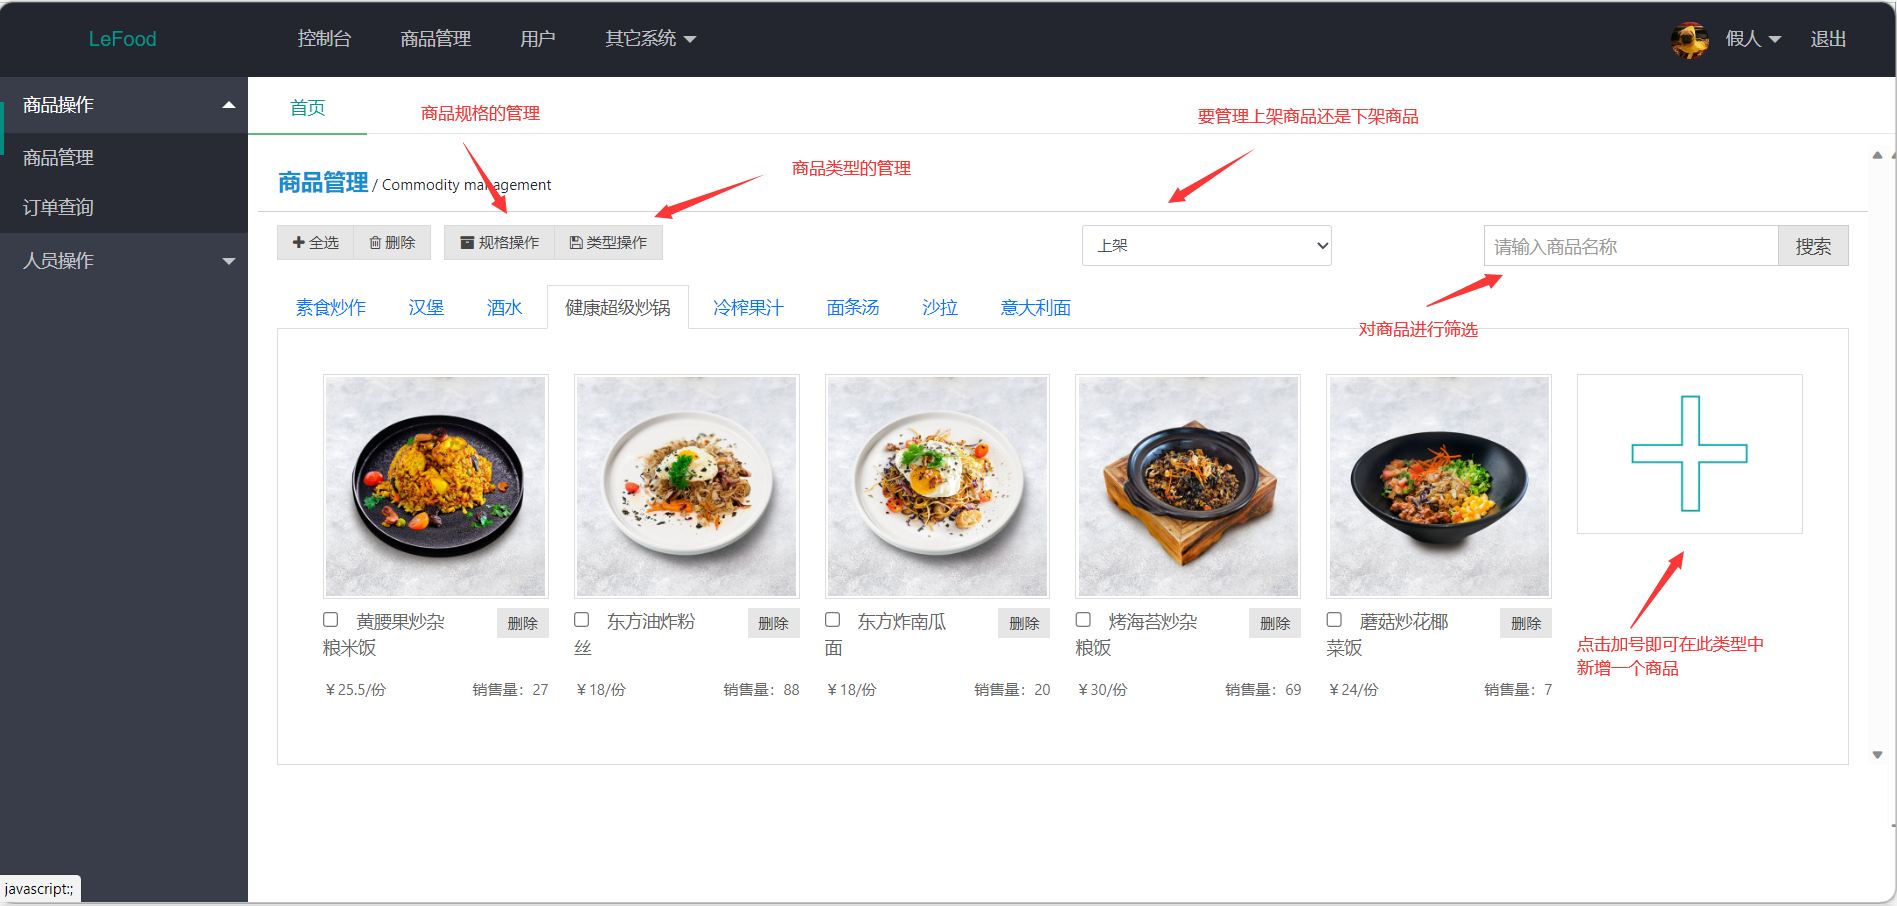 LeFood 控制台 商品管理 用户 其它系统 假人 退出
商品操作
商品管理
订单查询
人员操作
首页
商品规格的管理
要管理上架商品还是下架商品
商品类型的管理
商品管理 / Commodity management
全选 删除 规格操作 类型操作 上架 请输入商品名称 搜索
对商品进行筛选
素食炒作 汉堡 酒水 健康超级炒锅 冷榨果汁 面条汤 沙拉 意大利面
黄腰果炒杂粮米饭 删除
¥25.5/份 销售量：27
东方油炸粉丝 删除
¥18/份 销售量：88
东方炸南瓜面 删除
¥18/份 销售量：20
烤海苔炒杂粮饭 删除
¥30/份 销售量：69
蘑菇炒花椰菜饭 删除
¥24/份 销售量：7
点击加号即可在此类型中
新增一个商品
javascript:;